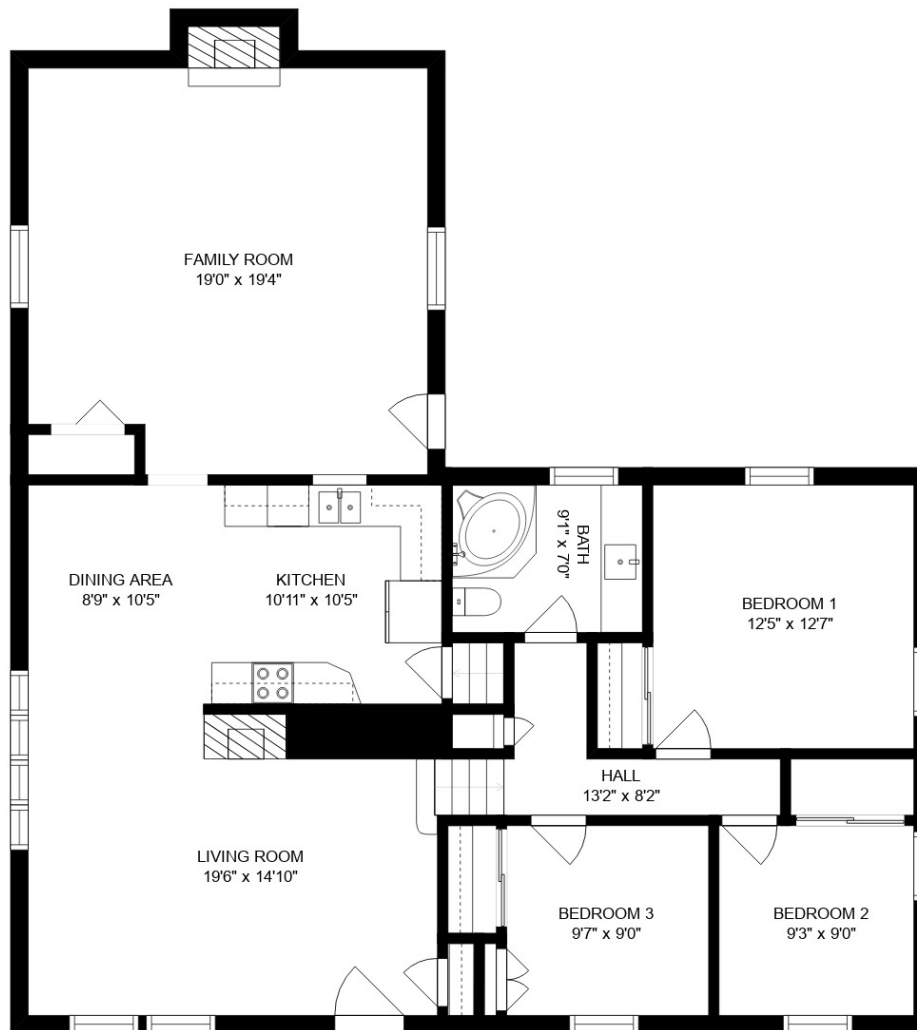 FAMILY ROOM
19'0" x 19'4"
DINING AREA
8'9" x 10'5"
KITCHEN
10'11" x 10'5"
BATH
9'1" x 7'0"
BEDROOM 1
12'5" x 12'7"
HALL
13'2" x 8'2"
LIVING ROOM
19'6" x 14'10"
BEDROOM 3
9'7" x 9'0"
BEDROOM 2
9'3" x 9'0"